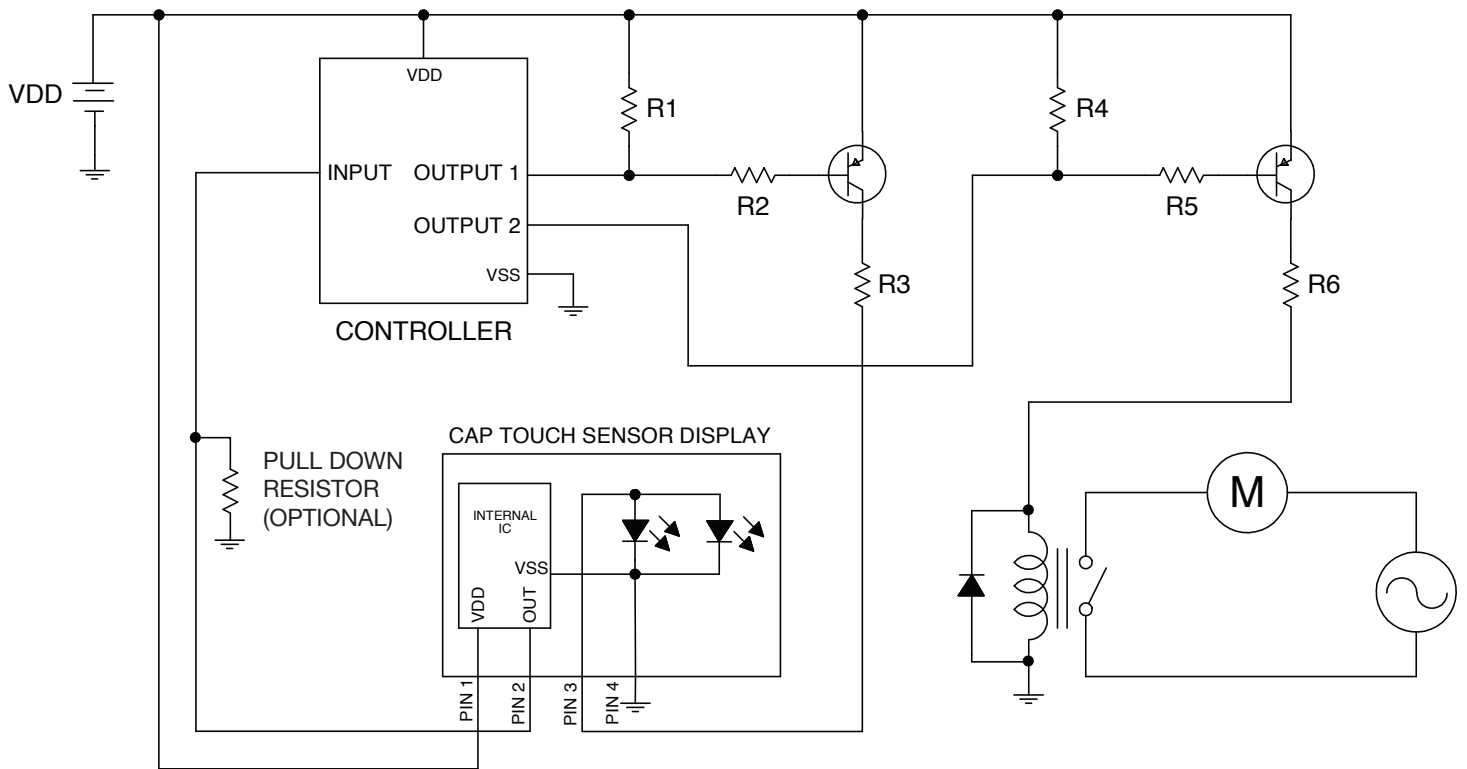 VDD
VDD
INPUT
OUTPUT 1
OUTPUT 2
VSS
CONTROLLER
R1
R2
R3
R4
R5
R6
PULL DOWN
RESISTOR
(OPTIONAL)
CAP TOUCH SENSOR DISPLAY
INTERNAL
IC
VSS
VDD
OUT
PIN 1
PIN 2
PIN 3
PIN 4
M